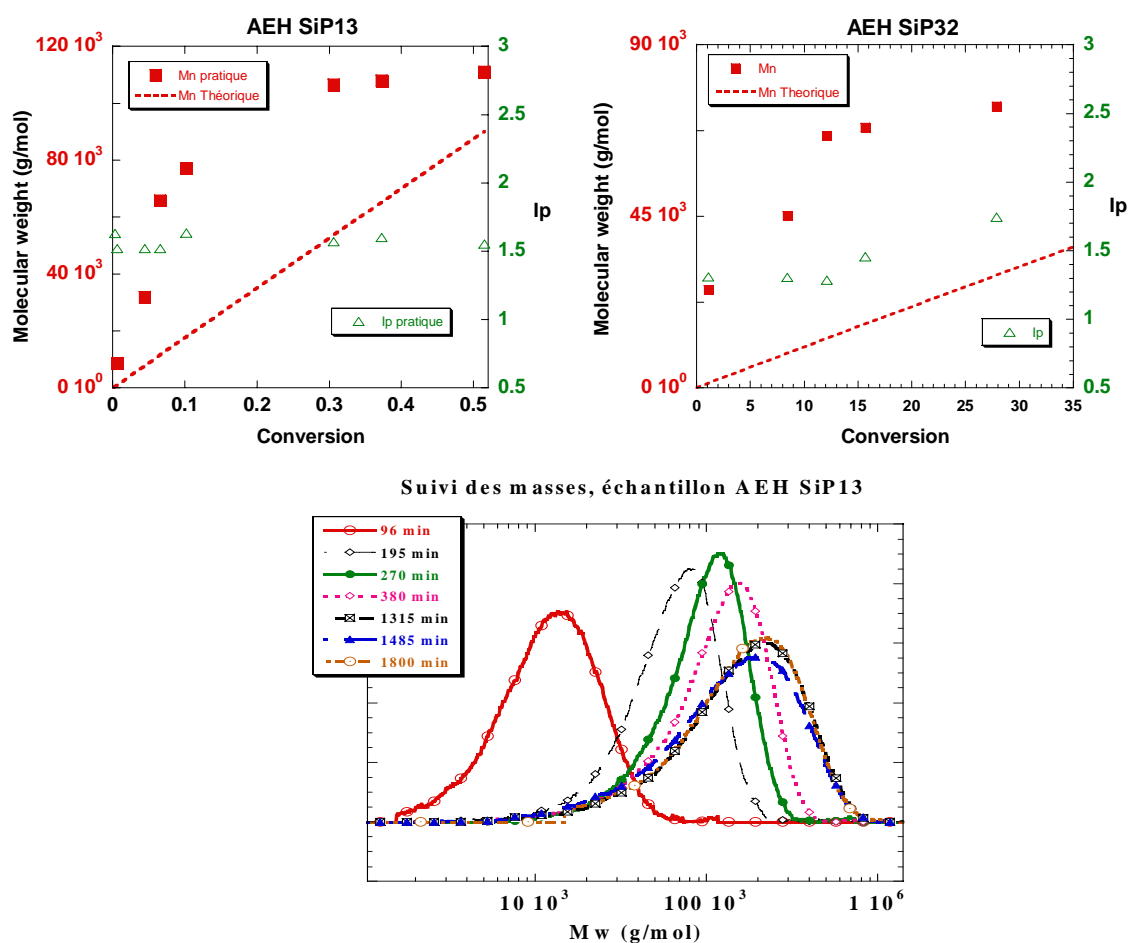 AEH SiP13
120 10³
80 10³
40 10³
0 10⁰
Molecular weight (g/mol)
Mn pratique
Mn Théorique
Ip pratique
3
2.5
2
1.5
1
0.5
Ip
0 0.1 0.2 0.3 0.4 0.5
Conversion
AEH SiP32
90 10³
45 10³
0 10⁰
Molecular weight (g/mol)
Mn
Mn Theorique
Ip
3
2.5
2
1.5
1
0.5
Ip
0 5 10 15 20 25 30 35
Conversion
Suivi des masses, échantillon AEH SiP13
96 min
195 min
270 min
380 min
1315 min
1485 min
1800 min
10 10³ 100 10³ 1 10⁶
Mw (g/mol)